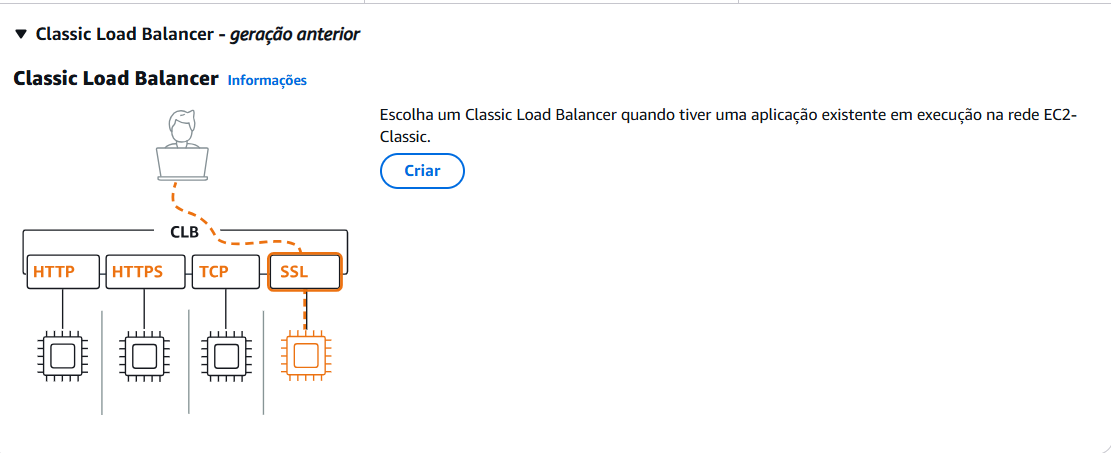 ▼ Classic Load Balancer - geração anterior
Classic Load Balancer Informações
Escolha um Classic Load Balancer quando tiver uma aplicação existente em execução na rede EC2-
Classic.
Criar
CLB
HTTP HTTPS TCP SSL